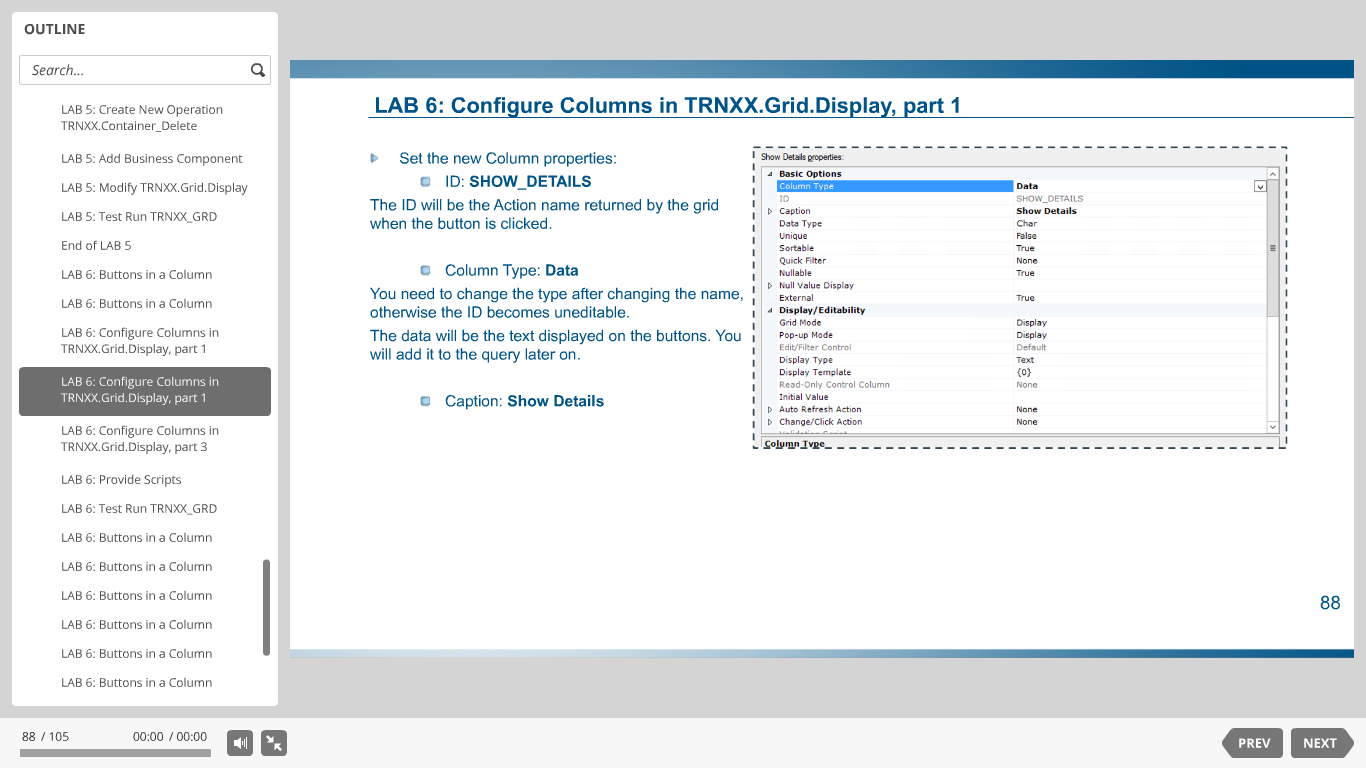 OUTLINE
Search...
LAB 5: Create New Operation
TRNXX.Container_Delete
LAB 5: Add Business Component
LAB 5: Modify TRNXX.Grid.Display
LAB 5: Test Run TRNXX_GRD
End of LAB 5
LAB 6: Buttons in a Column
LAB 6: Buttons in a Column
LAB 6: Configure Columns in
TRNXX.Grid.Display, part 1
LAB 6: Configure Columns in
TRNXX.Grid.Display, part 1
LAB 6: Configure Columns in
TRNXX.Grid.Display, part 3
LAB 6: Provide Scripts
LAB 6: Test Run TRNXX_GRD
LAB 6: Buttons in a Column
LAB 6: Buttons in a Column
LAB 6: Buttons in a Column
LAB 6: Buttons in a Column
LAB 6: Buttons in a Column
LAB 6: Buttons in a Column
LAB 6: Configure Columns in TRNXX.Grid.Display, part 1
Set the new Column properties:
ID: SHOW_DETAILS
The ID will be the Action name returned by the grid
when the button is clicked.
Column Type: Data
You need to change the type after changing the name,
otherwise the ID becomes uneditable.
The data will be the text displayed on the buttons. You
will add it to the query later on.
Caption: Show Details
Show Details properties:
Basic Options
Column Type Data
ID SHOW_DETAILS
Caption Show Details
Data Type Char
Unique False
Sortable True
Quick Filter None
Nullable True
Null Value Display
External True
Display/Editability
Grid Mode Display
Pop-up Mode Display
Edit/Filter Control Default
Display Type Text
Display Template {0}
Read-Only Control Column None
Initial Value
Auto Refresh Action None
Change/Click Action None
Validation Script
Column Type
88
88 / 105
00:00 / 00:00
PREV
NEXT